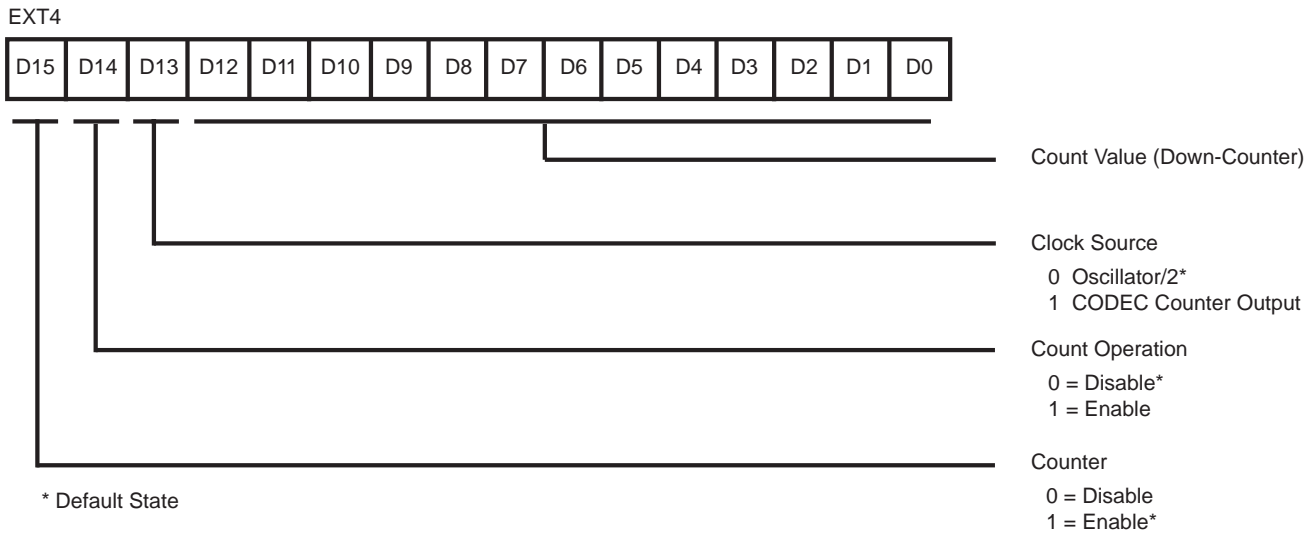 EXT4
D15 D14 D13 D12 D11 D10 D9 D8 D7 D6 D5 D4 D3 D2 D1 D0
Count Value (Down-Counter)
Clock Source
0 Oscillator/2*
1 CODEC Counter Output
Count Operation
0 = Disable*
1 = Enable
Counter
0 = Disable
1 = Enable*
* Default State